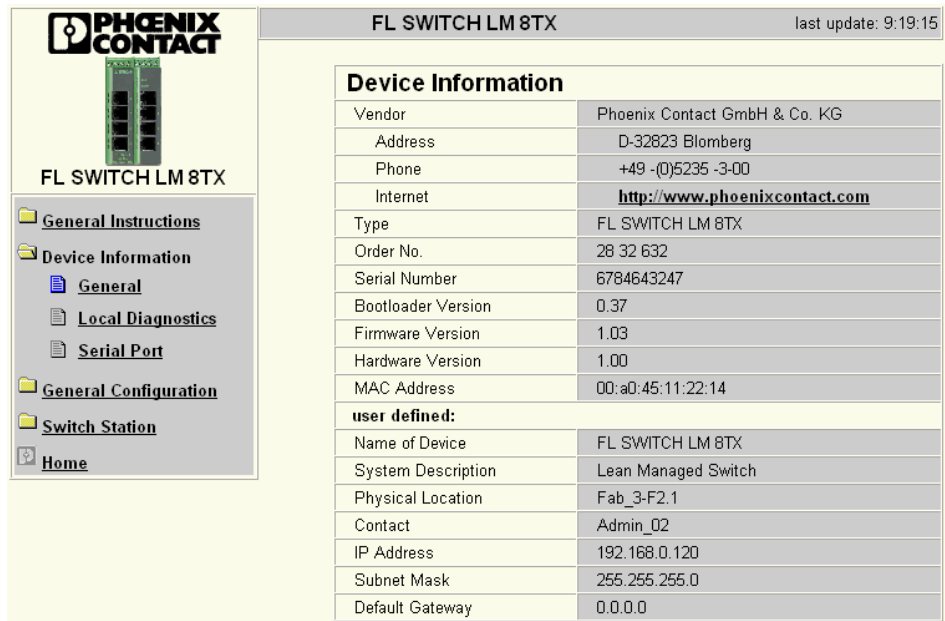 PHŒNIX
CONTACT
FL SWITCH LM 8TX
General Instructions
Device Information
General
Local Diagnostics
Serial Port
General Configuration
Switch Station
Home
FL SWITCH LM 8TX last update: 9:19:15
Device Information
Vendor Phoenix Contact GmbH & Co. KG
Address D-32823 Blomberg
Phone +49 -(0)5235 -3-00
Internet http://www.phoenixcontact.com
Type FL SWITCH LM 8TX
Order No. 28 32 632
Serial Number 6784643247
Bootloader Version 0.37
Firmware Version 1.03
Hardware Version 1.00
MAC Address 00:a0:45:11:22:14
user defined:
Name of Device FL SWITCH LM 8TX
System Description Lean Managed Switch
Physical Location Fab_3-F2.1
Contact Admin_02
IP Address 192.168.0.120
Subnet Mask 255.255.255.0
Default Gateway 0.0.0.0